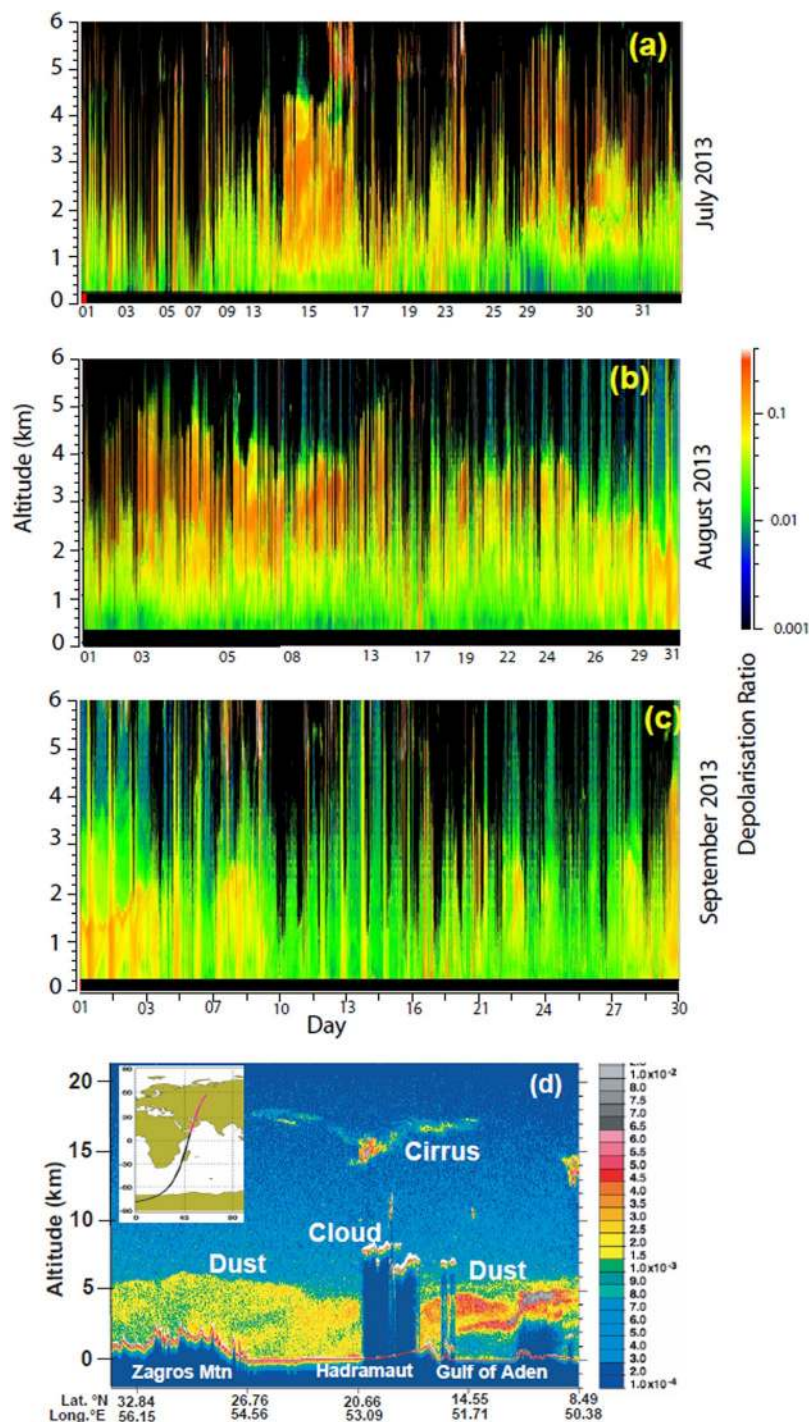 6
5
4
3
2
1
0
(a)
July 2013
01 03 05 07 09 13 15 17 19 23 25 29 30 31
6
5
4
3
2
1
0
(b)
Altitude (km)
August 2013
01 03 05 08 13 17 19 22 24 26 29 31
0.1
0.01
0.001
Depolarisation Ratio
6
5
4
3
2
1
0
(c)
September 2013
01 03 07 10 13 16 21 24 28 30
Day
(d)
Altitude (km)
20
15
10
5
0
Cirrus
Cloud
Dust
Dust
Zagros Mtn
Hadramaut
Gulf of Aden
Lat. °N 32.84 26.76 20.66 14.55 8.49
Long.°E 56.15 54.56 53.09 51.71 50.38
1.0x10⁻²
8.0
7.5
7.0
6.5
6.0
5.5
5.0
4.5
4.0
3.5
3.0
2.5
2.0
1.5
1.0x10⁻³
9.0
8.0
7.0
6.0
5.0
4.0
3.0
2.0
1.0x10⁻⁴